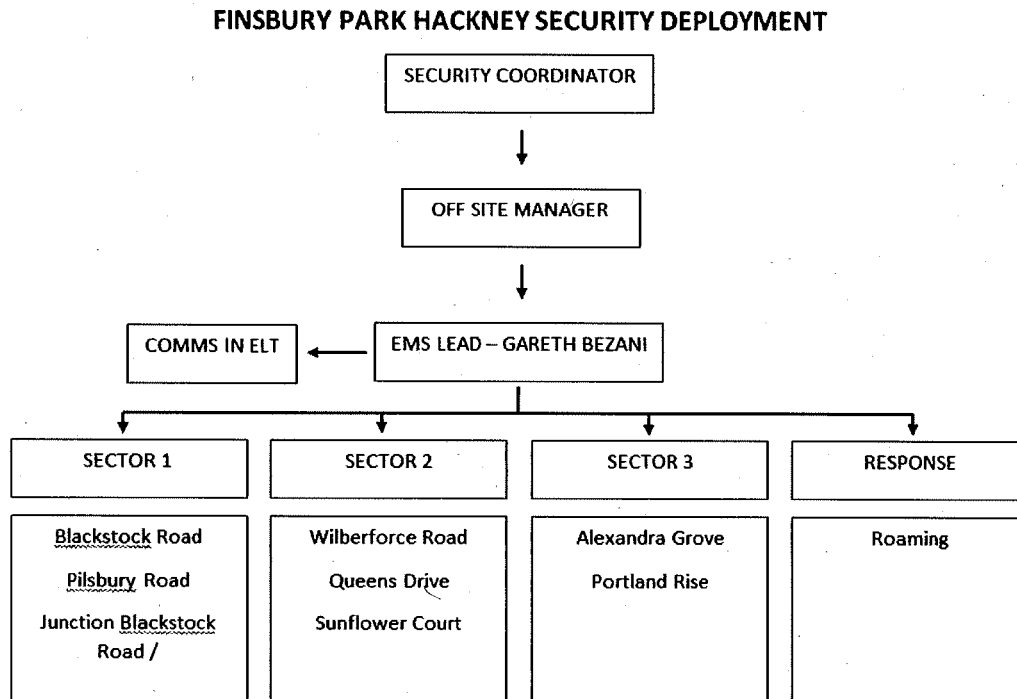 FINSBURY PARK HACKNEY SECURITY DEPLOYMENT
SECURITY COORDINATOR
OFF SITE MANAGER
COMMS IN ELT
EMS LEAD – GARETH BEZANI
SECTOR 1
SECTOR 2
SECTOR 3
RESPONSE
Blackstock Road
Pilsbury Road
Junction Blackstock
Road /
Wilberforce Road
Queens Drive
Sunflower Court
Alexandra Grove
Portland Rise
Roaming